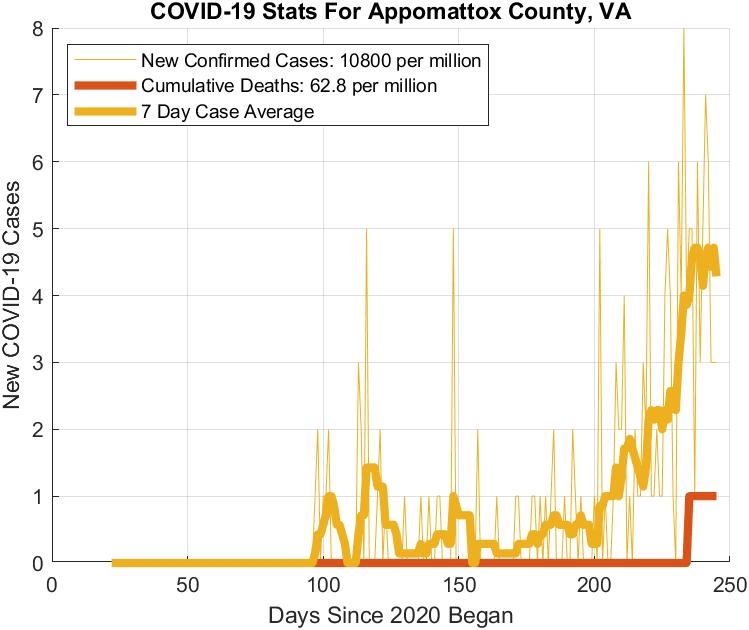 COVID-19 Stats For Appomattox County, VA
New Confirmed Cases: 10800 per million
Cumulative Deaths: 62.8 per million
7 Day Case Average
New COVID-19 Cases
8
7
6
5
4
3
2
1
0
0 50 100 150 200 250
Days Since 2020 Began